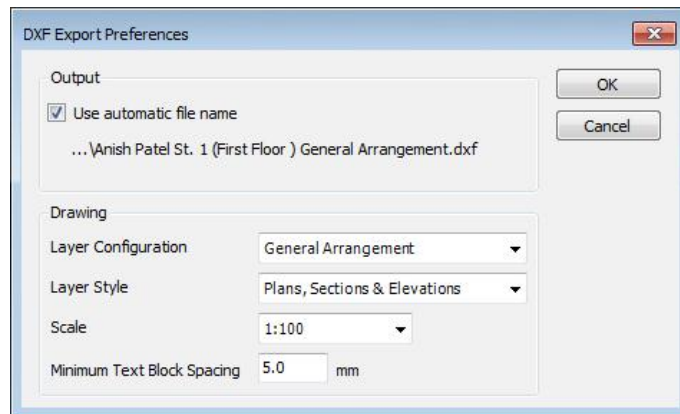 DXF Export Preferences
Output
OK
Use automatic file name
Cancel
...\Anish Patel St. 1 (First Floor ) General Arrangement.dxf
Drawing
Layer Configuration General Arrangement
Layer Style Plans, Sections & Elevations
Scale 1:100
Minimum Text Block Spacing 5.0 mm